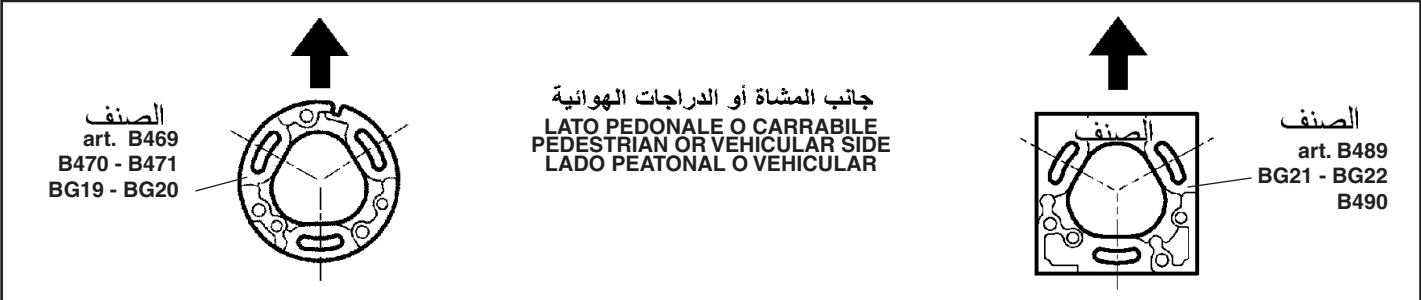 الصنف
art. B469
B470 - B471
BG19 - BG20
جانب المشاة أو الدراجات الهوائية
LATO PEDONALE O CARRABILE
PEDESTRIAN OR VEHICULAR SIDE
LADO PEATONAL O VEHICULAR
الصنف
الصنف
art. B489
BG21 - BG22
B490